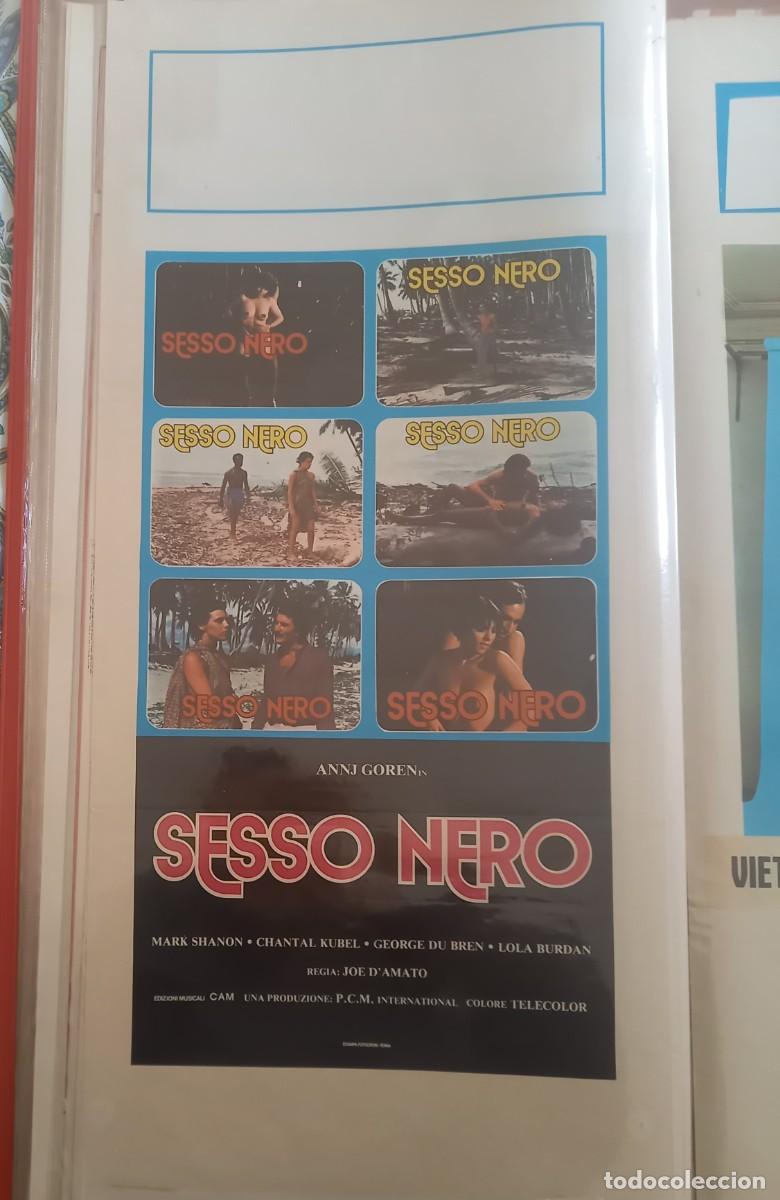 SESSO NERO
SESSO NERO
SESSO NERO
SESSO NERO
SESSO NERO
SESSO NERO
ANNJ GOREN IN
SESSO NERO
MARK SHANON • CHANTAL KUBEL • GEORGE DU BREN • LOLA BURDAN
REGIA: JOE D'AMATO
EDIZIONI MUSICALI CAM UNA PRODUZIONE: P.C.M. INTERNATIONAL COLORE TELECOLOR
VIET
todocoleccion